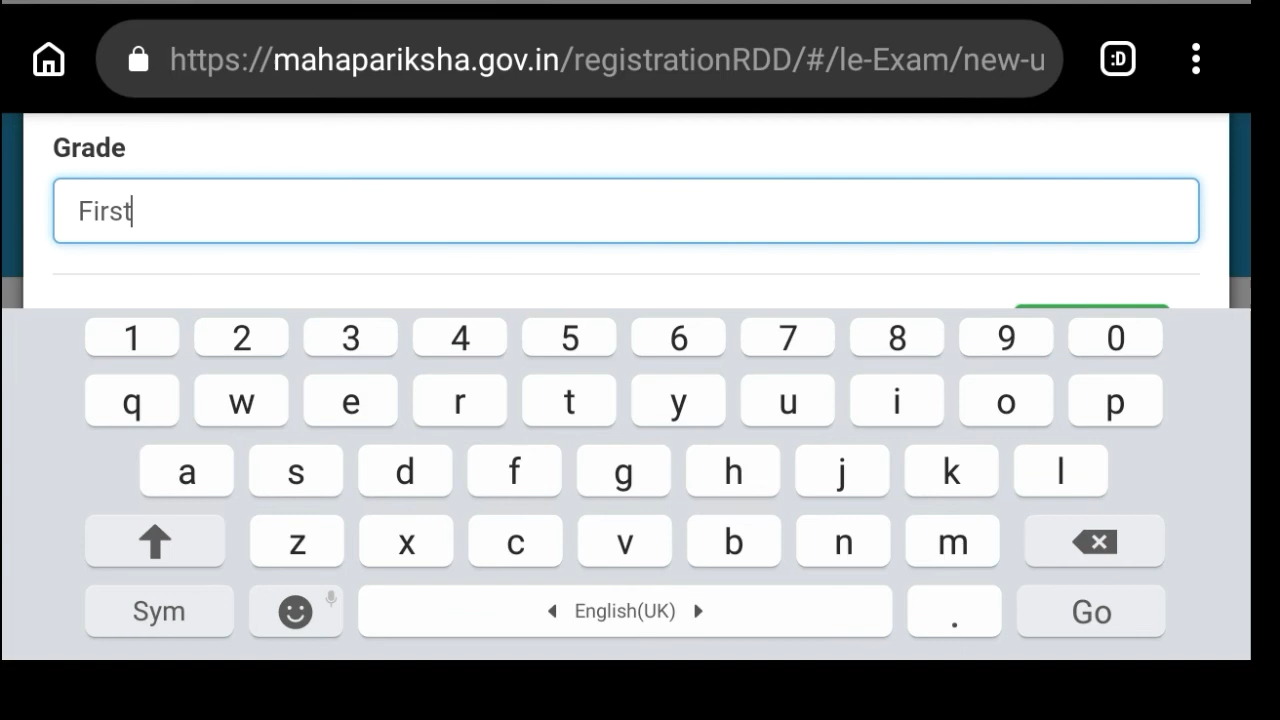 https://mahapariksha.gov.in/registrationRDD/#/le-Exam/new-u
:D
Grade
First
1 2 3 4 5 6 7 8 9 0
q w e r t y u i o p
a s d f g h j k l
z x c v b n m
Sym English(UK) . Go